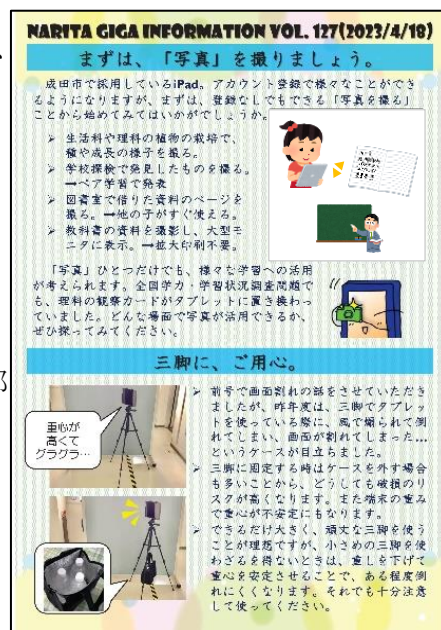 NARITA GIGA INFORMATION VOL. 127(2023/4/18)
まずは、「写真」を撮りましょう。
成田市で採用しているiPad。アカウント登録で様々なことができ
るようになりますが、まずは、登録なしでもできる「写真を撮る」
ことから始めてみてはいかがでしょうか。
➢ 生活科や理科の植物の栽培で、
種や成長の様子を撮る。
➢ 学校探検で発見したものを撮る。
→ペア学習で発表
➢ 図書室で借りた資料のページを
撮る。→他の子がすぐ使える。
➢ 教科書の資料を撮影し、大型モ
ニタに表示。→拡大印刷不要。
「写真」ひとつだけでも、様々な学習への活用
が考えられます。全国学力・学習状況調査問題で
も、理科の観察カードがタブレットに置き換わっ
ていました。どんな場面で写真が活用できるか、
ぜひ探ってみてください。
三脚に、ご用心。
重心が
高くて
グラグラ…
➢ 前号で画面割れの話をさせていただき
ましたが、昨年度は、三脚でタブレッ
トを使っている際に、風で煽られて倒
れてしまい、画面が割れてしまった…
というケースが目立ちました。
➢ 三脚に固定する時はケースを外す場合
も多いことから、どうしても破損のリ
スクが高くなります。また端末の重み
で重心が不安定にもなります。
➢ できるだけ大きく、頑丈な三脚を使う
ことが理想ですが、小さめの三脚を使
わざるを得ないときは、重しを下げて
重心を安定させることで、ある程度倒
れにくくなります。それでも十分注意
して使ってください。